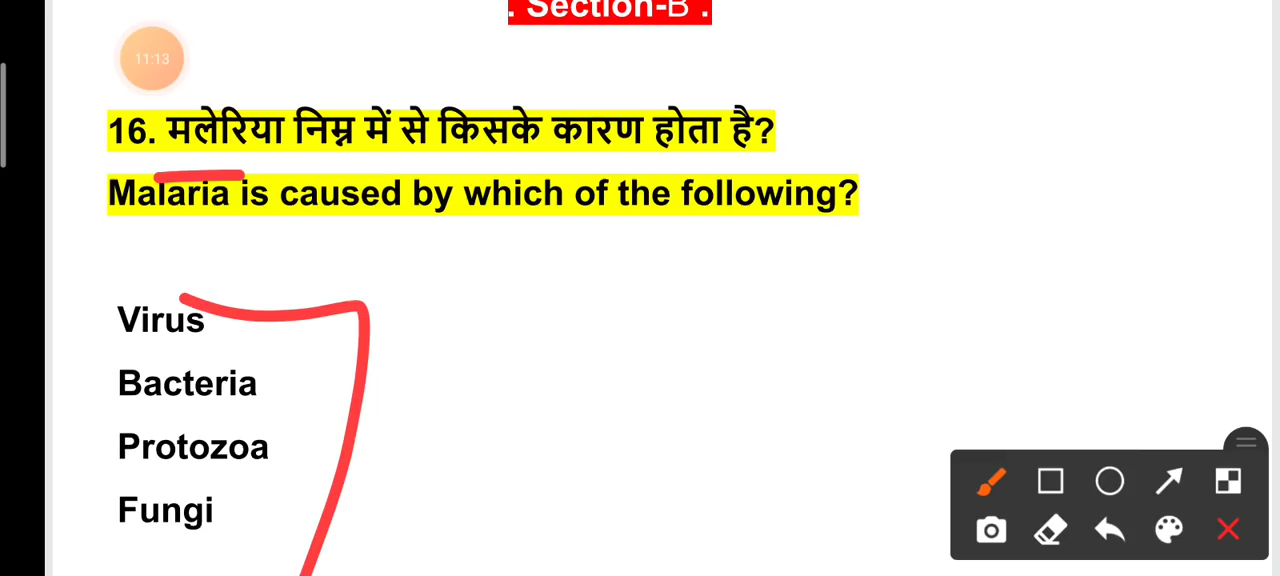 . Section-B .
11:13
16. मलेरिया निम्न में से किसके कारण होता है?
Malaria is caused by which of the following?
Virus
Bacteria
Protozoa
Fungi